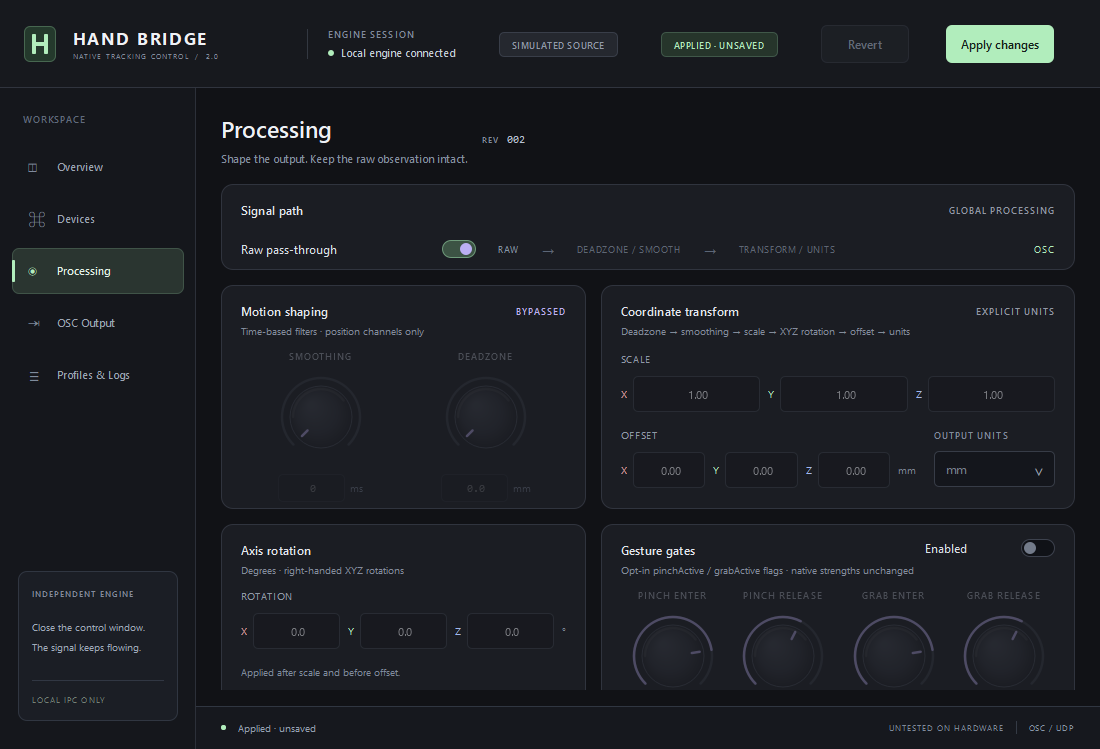 H
HAND BRIDGE
NATIVE TRACKING CONTROL / 2.0
ENGINE SESSION
Local engine connected
SIMULATED SOURCE
APPLIED · UNSAVED
Revert
Apply changes
WORKSPACE
Overview
Devices
Processing
OSC Output
Profiles & Logs
INDEPENDENT ENGINE
Close the control window.
The signal keeps flowing.
LOCAL IPC ONLY
Processing
REV 002
Shape the output. Keep the raw observation intact.
Signal path
GLOBAL PROCESSING
Raw pass-through
RAW → DEADZONE / SMOOTH → TRANSFORM / UNITS
OSC
Motion shaping
BYPASSED
Time-based filters · position channels only
SMOOTHING DEADZONE
0 ms 0.0 mm
Coordinate transform
EXPLICIT UNITS
Deadzone → smoothing → scale → XYZ rotation → offset → units
SCALE
X 1.00 Y 1.00 Z 1.00
OFFSET OUTPUT UNITS
X 0.00 Y 0.00 Z 0.00 mm mm
Axis rotation
Degrees · right-handed XYZ rotations
ROTATION
X 0.0 Y 0.0 Z 0.0 °
Applied after scale and before offset.
Gesture gates
Enabled
Opt-in pinchActive / grabActive flags · native strengths unchanged
PINCH ENTER PINCH RELEASE GRAB ENTER GRAB RELEASE
Applied · unsaved
UNTESTED ON HARDWARE
OSC / UDP